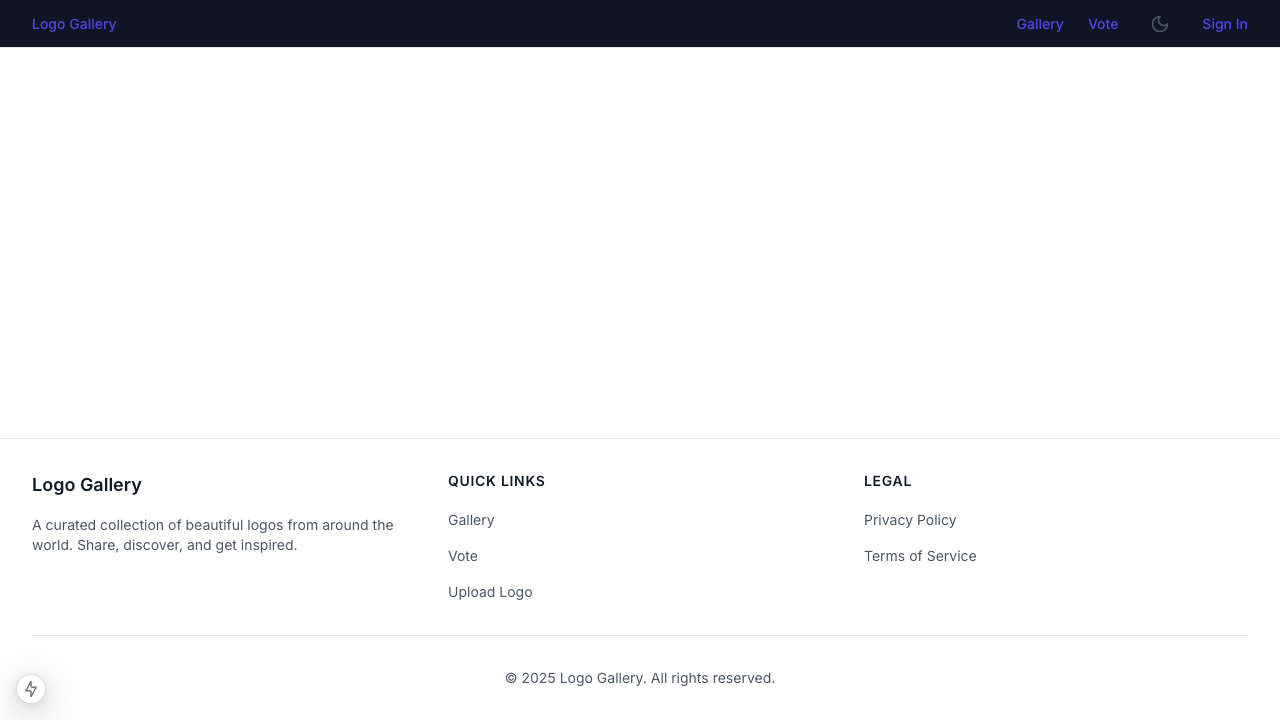 Logo Gallery
Gallery
Vote
Sign In
Logo Gallery
A curated collection of beautiful logos from around the
world. Share, discover, and get inspired.
QUICK LINKS
Gallery
Vote
Upload Logo
LEGAL
Privacy Policy
Terms of Service
© 2025 Logo Gallery. All rights reserved.